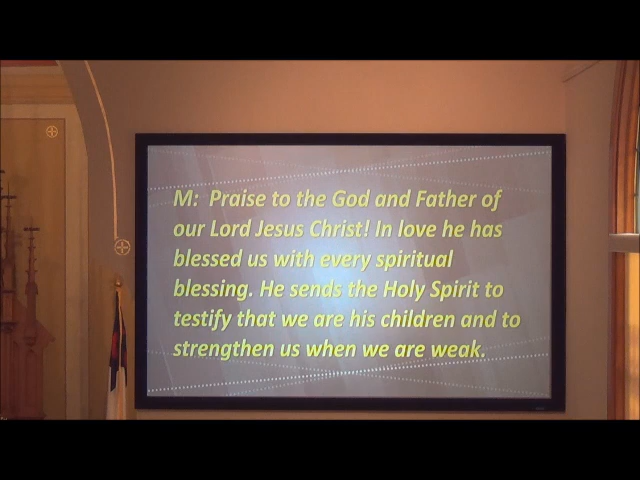 M: Praise to the God and Father of
our Lord Jesus Christ! In love he has
blessed us with every spiritual
blessing. He sends the Holy Spirit to
testify that we are his children and to
strengthen us when we are weak.